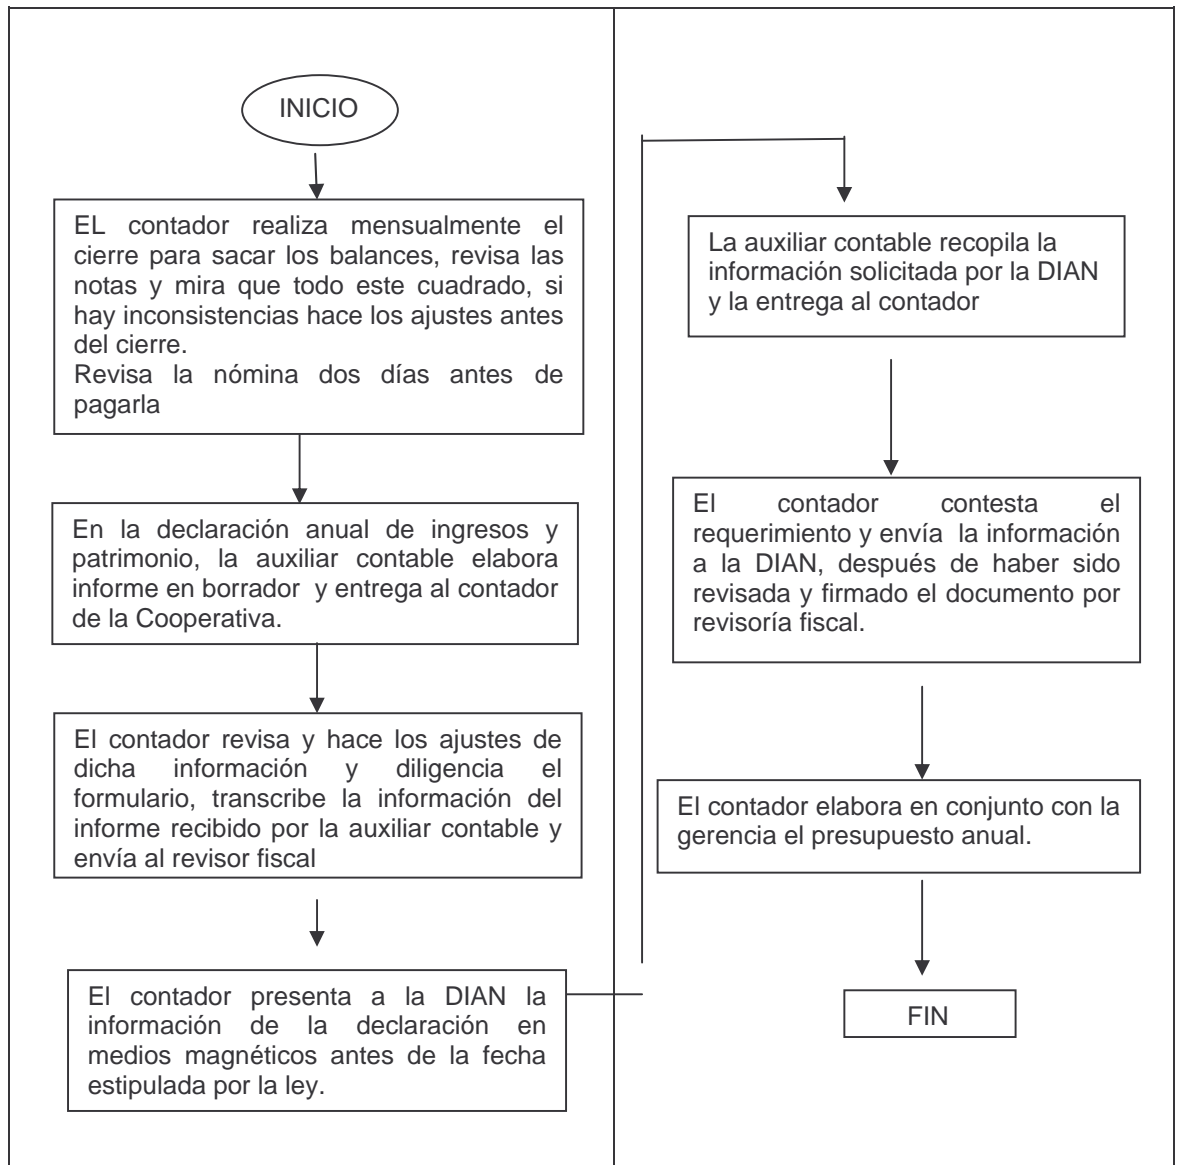 INICIO
EL contador realiza mensualmente el
cierre para sacar los balances, revisa las
notas y mira que todo este cuadrado, si
hay inconsistencias hace los ajustes antes
del cierre.
Revisa la nómina dos días antes de
pagarla
En la declaración anual de ingresos y
patrimonio, la auxiliar contable elabora
informe en borrador y entrega al contador
de la Cooperativa.
El contador revisa y hace los ajustes de
dicha información y diligencia el
formulario, transcribe la información del
informe recibido por la auxiliar contable y
envía al revisor fiscal
El contador presenta a la DIAN la
información de la declaración en
medios magnéticos antes de la fecha
estipulada por la ley.
La auxiliar contable recopila la
información solicitada por la DIAN
y la entrega al contador
El contador contesta el
requerimiento y envía la información
a la DIAN, después de haber sido
revisada y firmado el documento por
revisoría fiscal.
El contador elabora en conjunto con la
gerencia el presupuesto anual.
FIN